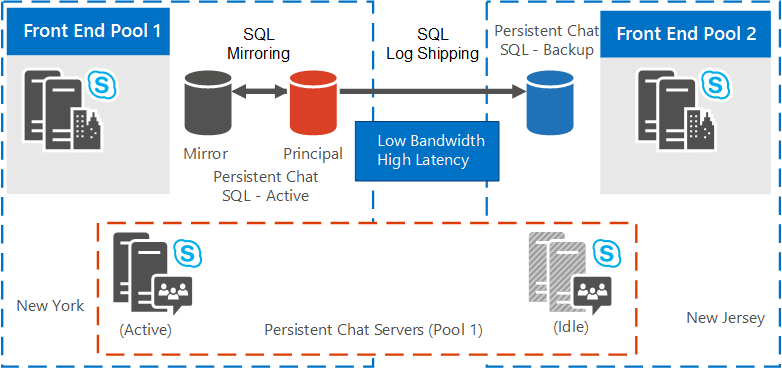 Front End Pool 1
SQL
Mirroring
SQL
Log Shipping
Persistent Chat
SQL - Backup
Front End Pool 2
S
S
Low Bandwidth
High Latency
Mirror
Principal
Persistent Chat
SQL - Active
S
S
New York
(Active)
Persistent Chat Servers (Pool 1)
(Idle)
New Jersey